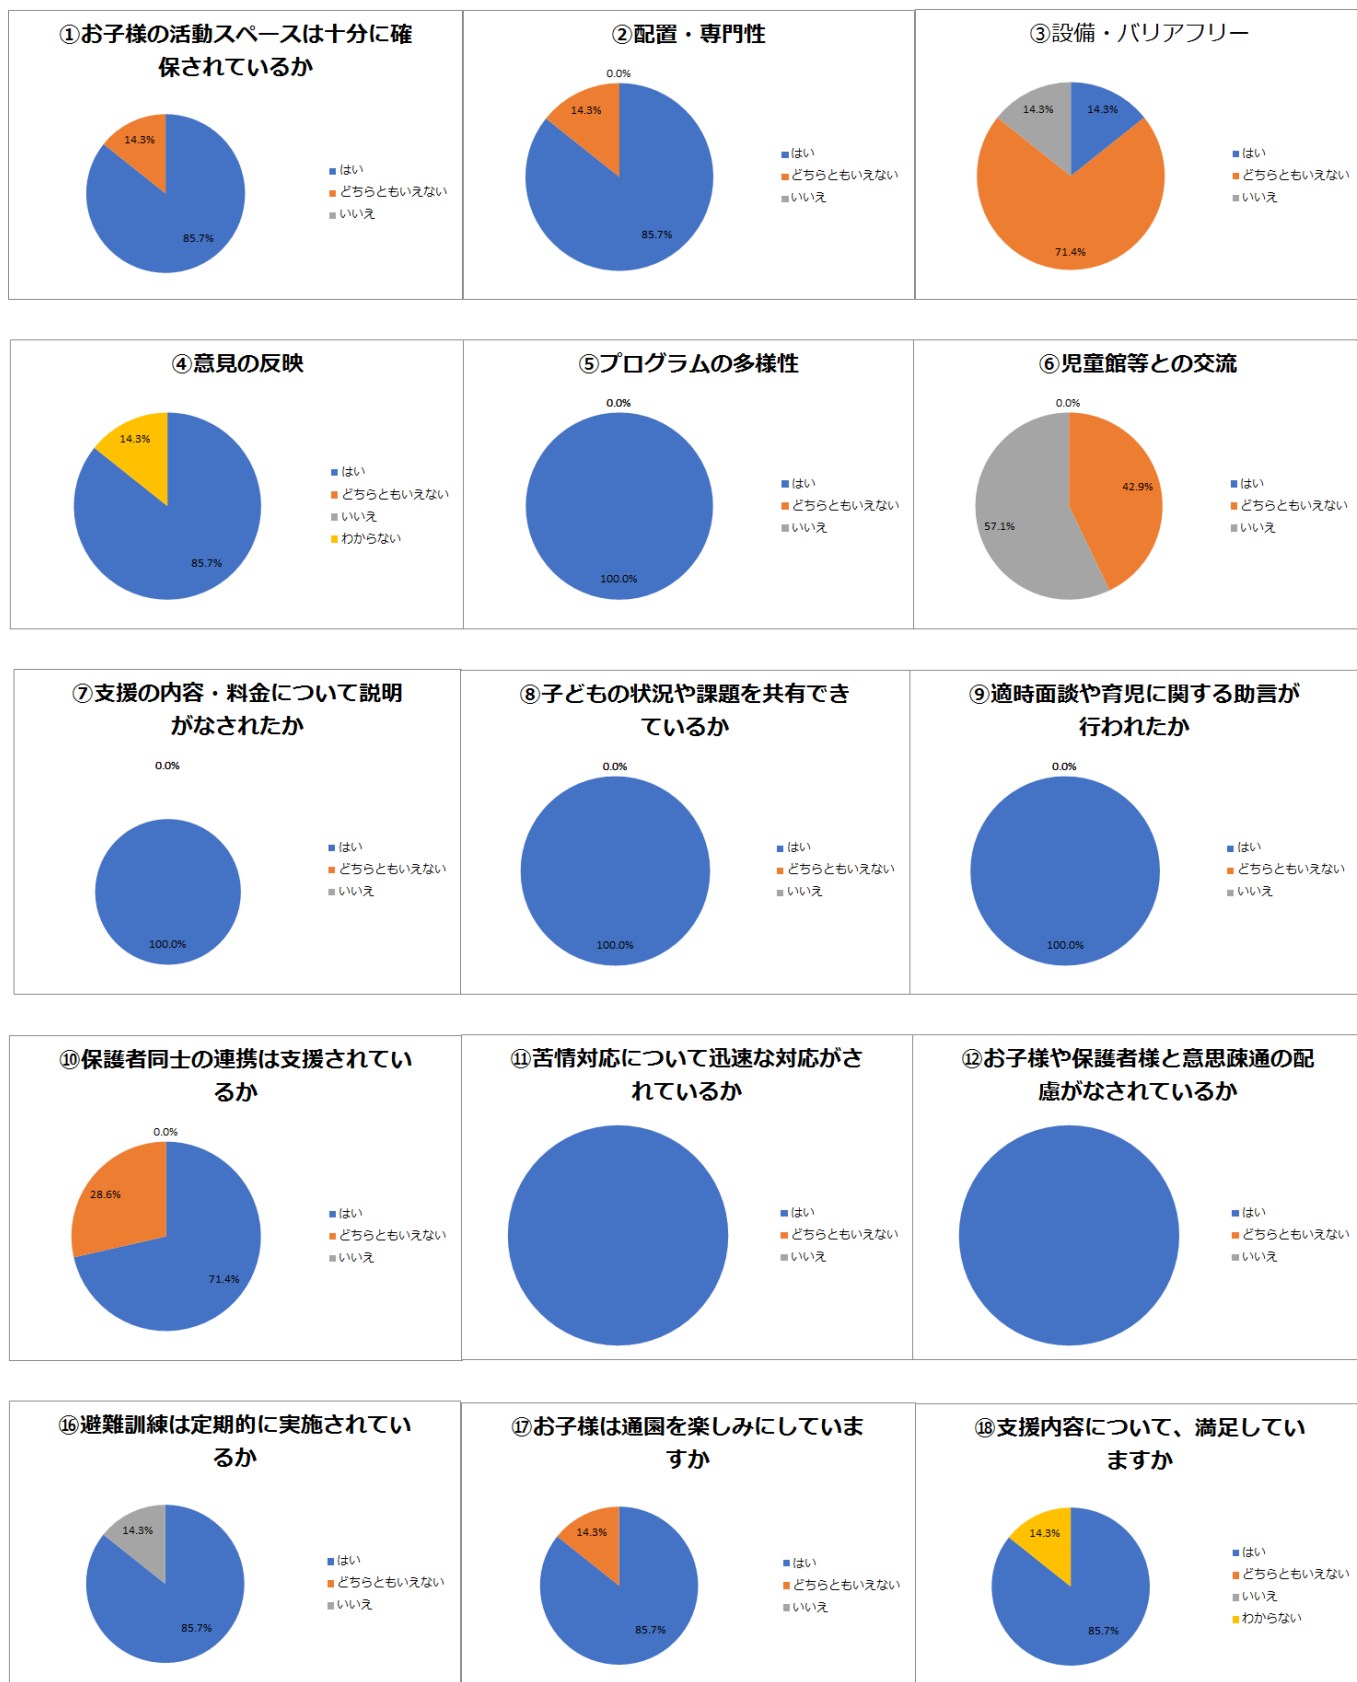 ①お子様の活動スペースは十分に確
保されているか
14.3%
85.7%
はい
どちらともいえない
いいえ
②配置・専門性
0.0%
14.3%
85.7%
はい
どちらともいえない
いいえ
③設備・バリアフリー
14.3%
14.3%
71.4%
はい
どちらともいえない
いいえ
④意見の反映
14.3%
85.7%
はい
どちらともいえない
いいえ
わからない
⑤プログラムの多様性
0.0%
100.0%
はい
どちらともいえない
いいえ
⑥児童館等との交流
0.0%
42.9%
57.1%
はい
どちらともいえない
いいえ
⑦支援の内容・料金について説明
がなされたか
0.0%
100.0%
はい
どちらともいえない
いいえ
⑧子どもの状況や課題を共有でき
ているか
0.0%
100.0%
はい
どちらともいえない
いいえ
⑨適時面談や育児に関する助言が
行われたか
0.0%
100.0%
はい
どちらともいえない
いいえ
⑩保護者同士の連携は支援されてい
るか
0.0%
28.6%
71.4%
はい
どちらともいえない
いいえ
⑪苦情対応について迅速な対応がさ
れているか
はい
どちらともいえない
いいえ
⑫お子様や保護者様と意思疎通の配
慮がなされているか
はい
どちらともいえない
いいえ
⑯避難訓練は定期的に実施されてい
るか
14.3%
85.7%
はい
どちらともいえない
いいえ
⑰お子様は通園を楽しみにしていま
すか
14.3%
85.7%
はい
どちらともいえない
いいえ
⑱支援内容について、満足してい
ますか
14.3%
85.7%
はい
どちらともいえない
いいえ
わからない